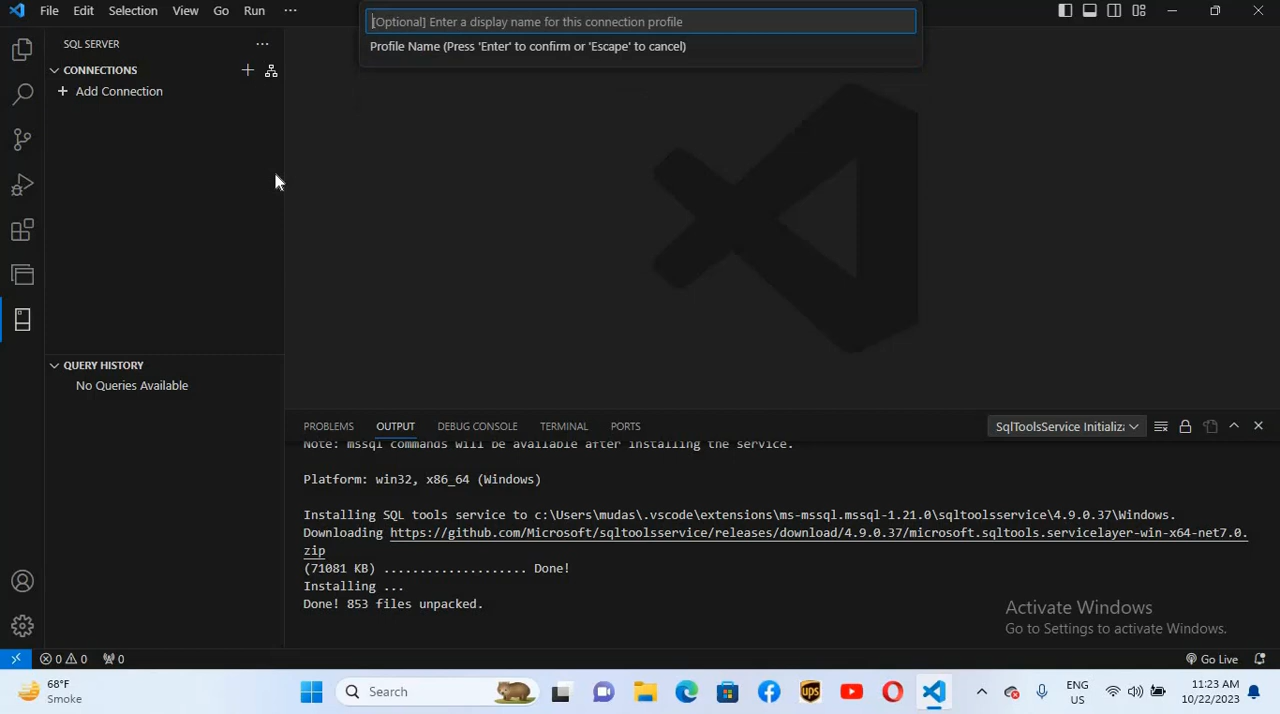 File Edit Selection View Go Run ···
[Optional] Enter a display name for this connection profile
Profile Name (Press 'Enter' to confirm or 'Escape' to cancel)
SQL SERVER
CONNECTIONS
Add Connection
QUERY HISTORY
No Queries Available
PROBLEMS OUTPUT DEBUG CONSOLE TERMINAL PORTS
SqlToolsService Initializ
Note: mssql commands will be available after installing the service.
Platform: win32, x86_64 (Windows)
Installing SQL tools service to c:\Users\mudas\.vscode\extensions\ms-mssql.mssql-1.21.0\sqltoolsservice\4.9.0.37\Windows.
Downloading https://github.com/Microsoft/sqltoolsservice/releases/download/4.9.0.37/microsoft.sqltools.servicelayer-win-x64-net7.0.
zip
(71081 KB) .................... Done!
Installing ...
Done! 853 files unpacked.
Activate Windows
Go to Settings to activate Windows.
0 0 0
Go Live
68°F
Smoke
Search
ups
ENG
US
11:23 AM
10/22/2023